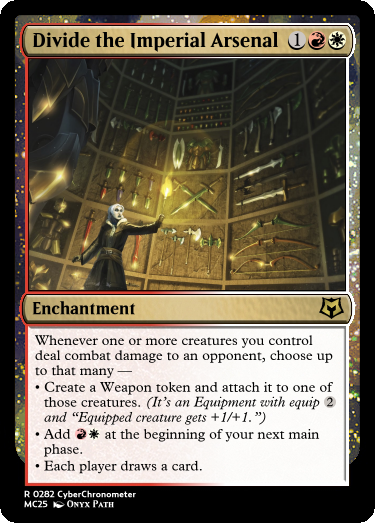 Divide the Imperial Arsenal 1
Enchantment
Whenever one or more creatures you control
deal combat damage to an opponent, choose up
to that many —
• Create a Weapon token and attach it to one of
those creatures. (It's an Equipment with equip 2
and “Equipped creature gets +1/+1.”)
• Add at the beginning of your next main
phase.
• Each player draws a card.
R 0282 CyberChronometer
MC25 Onyx Path